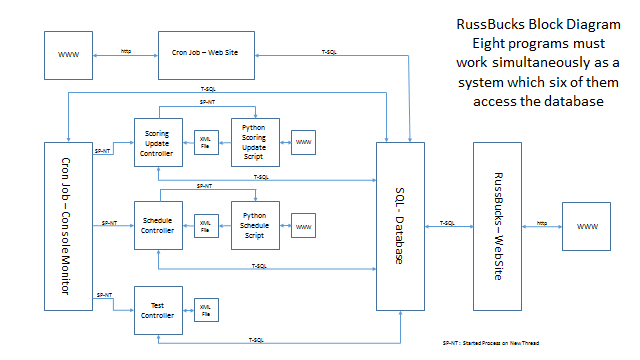 RussBucks Block Diagram
Eight programs must
work simultaneously as a
system which six of them
access the database
WWW
http
Cron Job – Web Site
T-SQL
T-SQL
SP-NT
Cron Job – Console Monitor
SP-NT
Scoring
Update
Controller
XML
File
Python
Scoring
Update
Script
WWW
T-SQL
SP-NT
SP-NT
Schedule
Controller
XML
File
Python
Schedule
Script
WWW
T-SQL
SP-NT
Test
Controller
XML
File
T-SQL
SQL - Database
T-SQL
RussBucks – WebSite
http
WWW
SP-NT : Started Process on New Thread